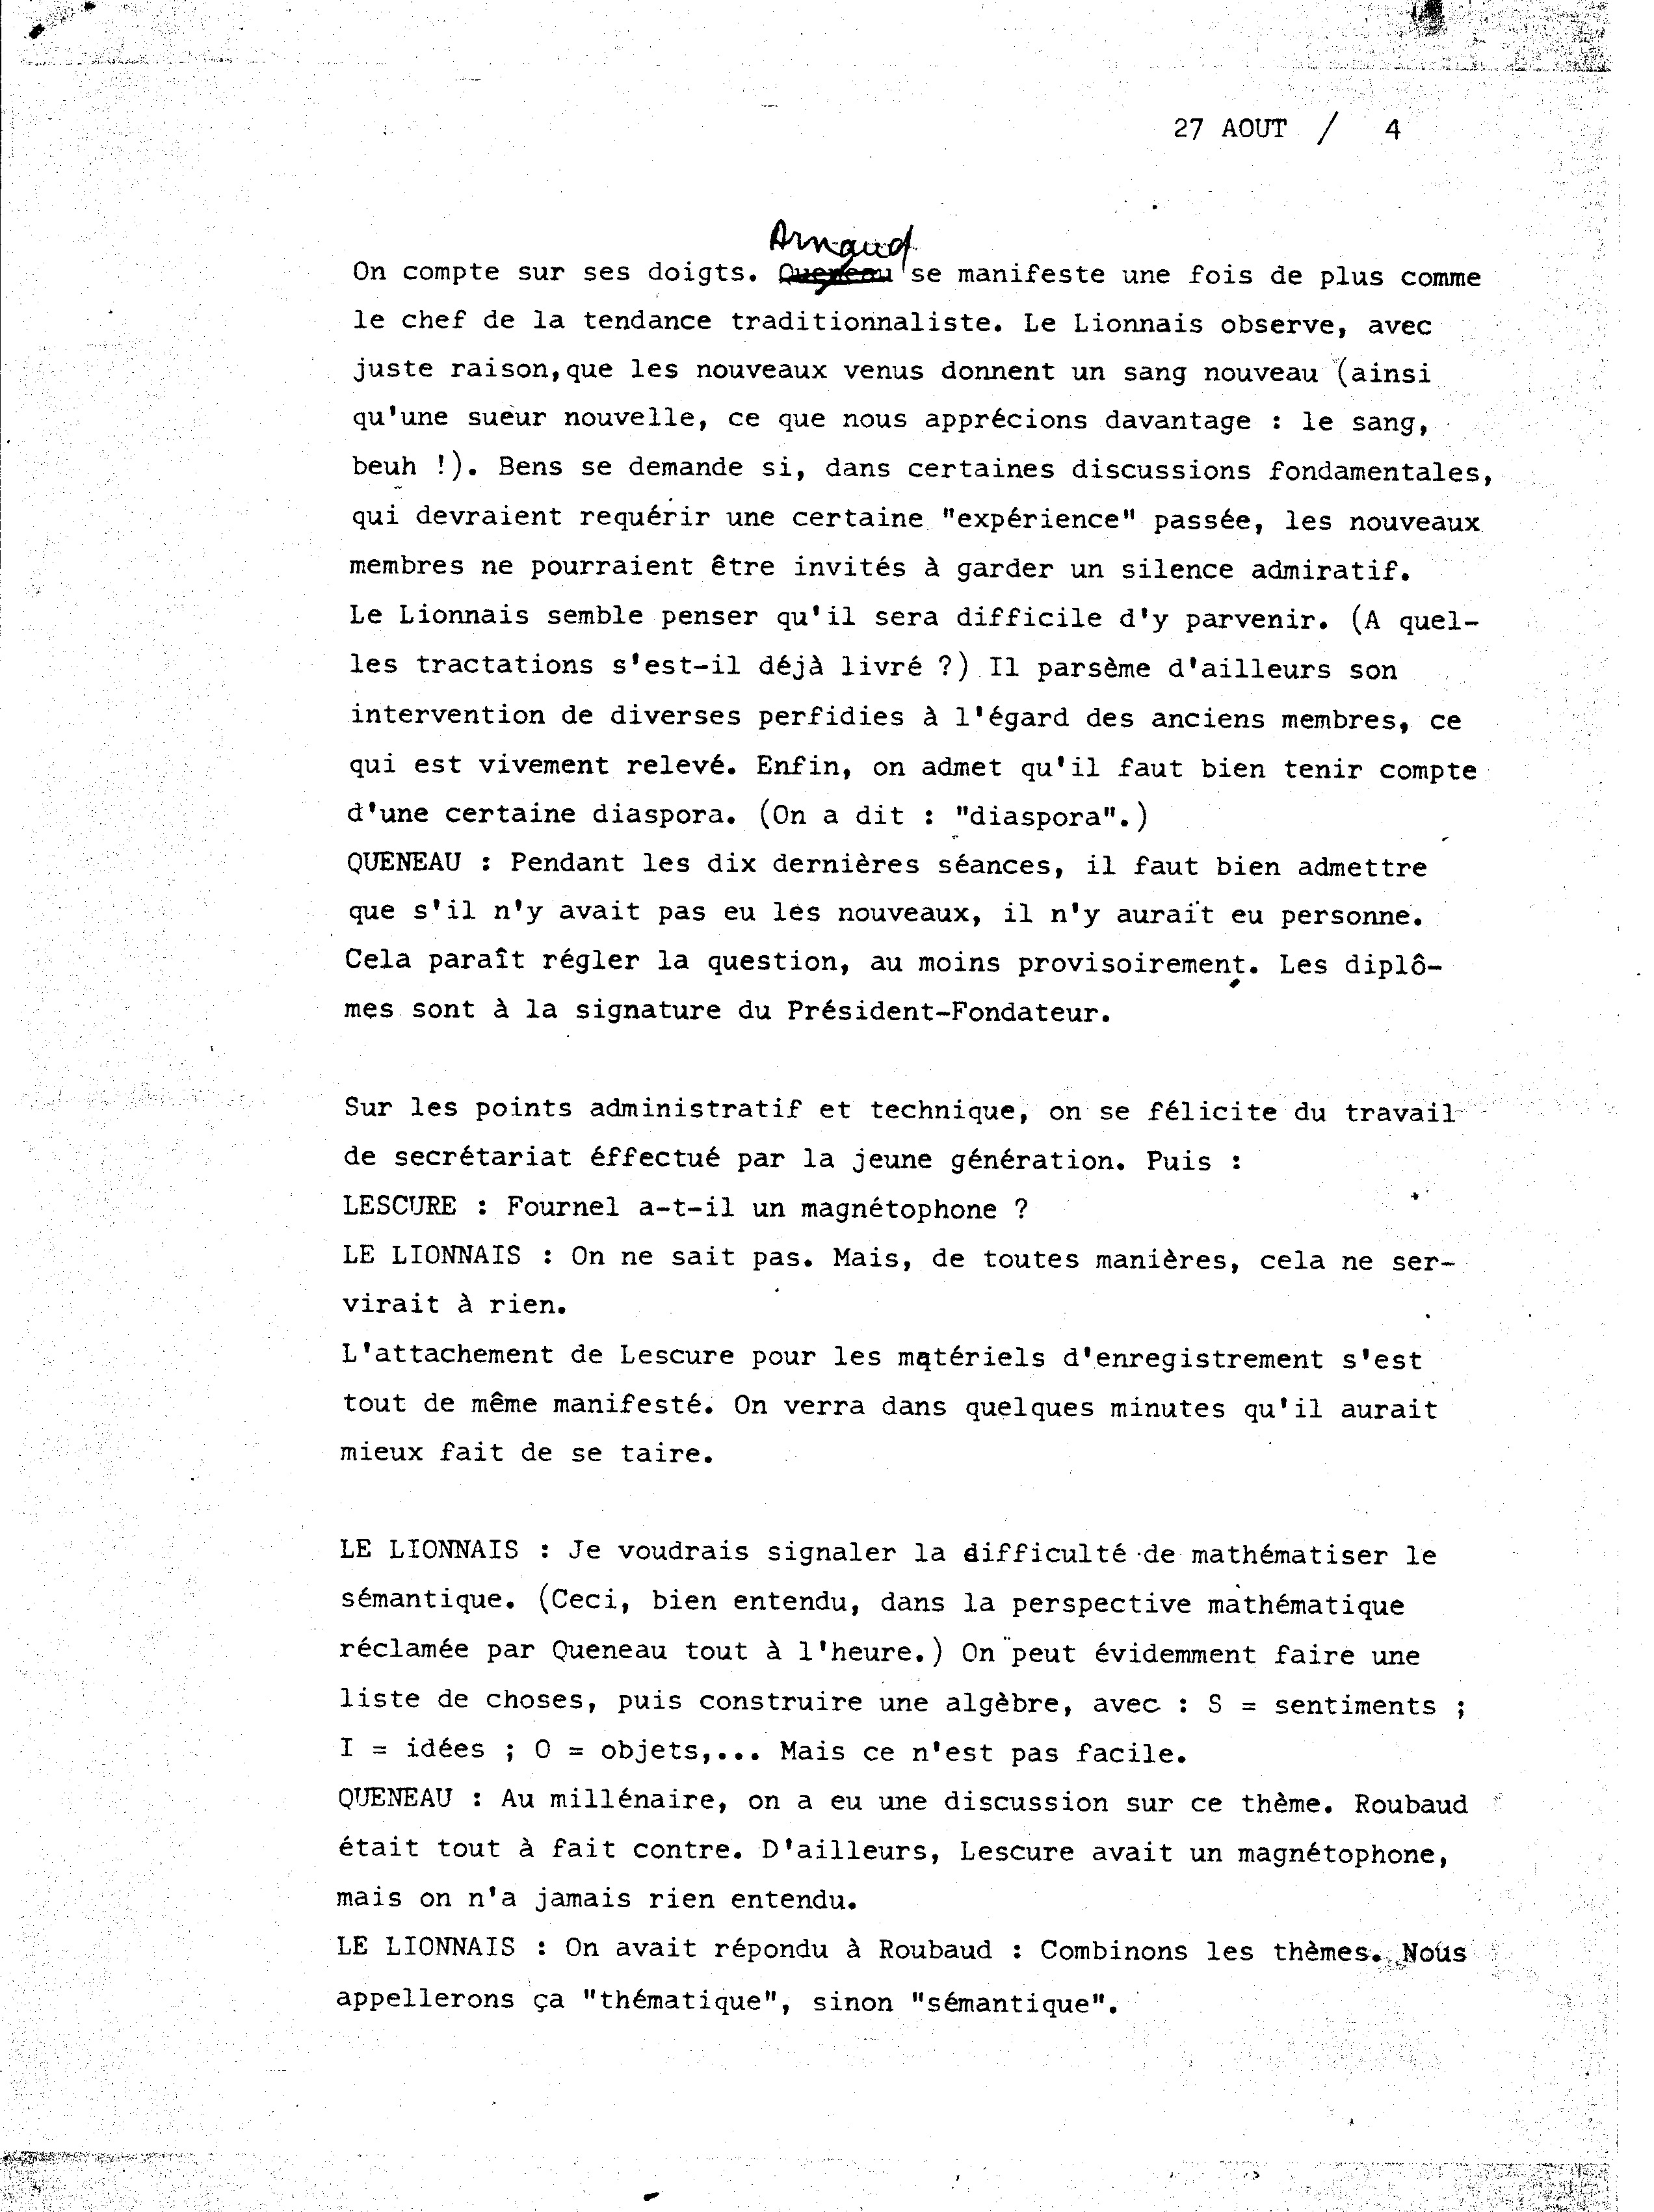 27 AOUT / 4
Arnaud
On compte sur ses doigts. Queneau se manifeste une fois de plus comme
le chef de la tendance traditionnaliste. Le Lionnais observe, avec
juste raison,que les nouveaux venus donnent un sang nouveau (ainsi
qu'une sueur nouvelle, ce que nous apprécions davantage : le sang,
beuh !). Bens se demande si, dans certaines discussions fondamentales,
qui devraient requérir une certaine "expérience" passée, les nouveaux
membres ne pourraient être invités à garder un silence admiratif.
Le Lionnais semble penser qu'il sera difficile d'y parvenir. (A quel-
les tractations s'est-il déjà livré ?) Il parsème d'ailleurs son
intervention de diverses perfidies à l'égard des anciens membres, ce
qui est vivement relevé. Enfin, on admet qu'il faut bien tenir compte
d'une certaine diaspora. (On a dit : "diaspora".)
QUENEAU : Pendant les dix dernières séances, il faut bien admettre
que s'il n'y avait pas eu les nouveaux, il n'y aurait eu personne.
Cela paraît régler la question, au moins provisoirement. Les diplô-
mes sont à la signature du Président-Fondateur.
Sur les points administratif et technique, on se félicite du travail
de secrétariat éffectué par la jeune génération. Puis :
LESCURE : Fournel a-t-il un magnétophone ?
LE LIONNAIS : On ne sait pas. Mais, de toutes manières, cela ne ser-
virait à rien.
L'attachement de Lescure pour les matériels d'enregistrement s'est
tout de même manifesté. On verra dans quelques minutes qu'il aurait
mieux fait de se taire.
LE LIONNAIS : Je voudrais signaler la difficulté de mathématiser le
sémantique. (Ceci, bien entendu, dans la perspective mathématique
réclamée par Queneau tout à l'heure.) On peut évidemment faire une
liste de choses, puis construire une algèbre, avec : S = sentiments ;
I = idées ; O = objets,... Mais ce n'est pas facile.
QUENEAU : Au millénaire, on a eu une discussion sur ce thème. Roubaud
était tout à fait contre. D'ailleurs, Lescure avait un magnétophone,
mais on n'a jamais rien entendu.
LE LIONNAIS : On avait répondu à Roubaud : Combinons les thèmes. Nous
appellerons ça "thématique", sinon "sémantique".